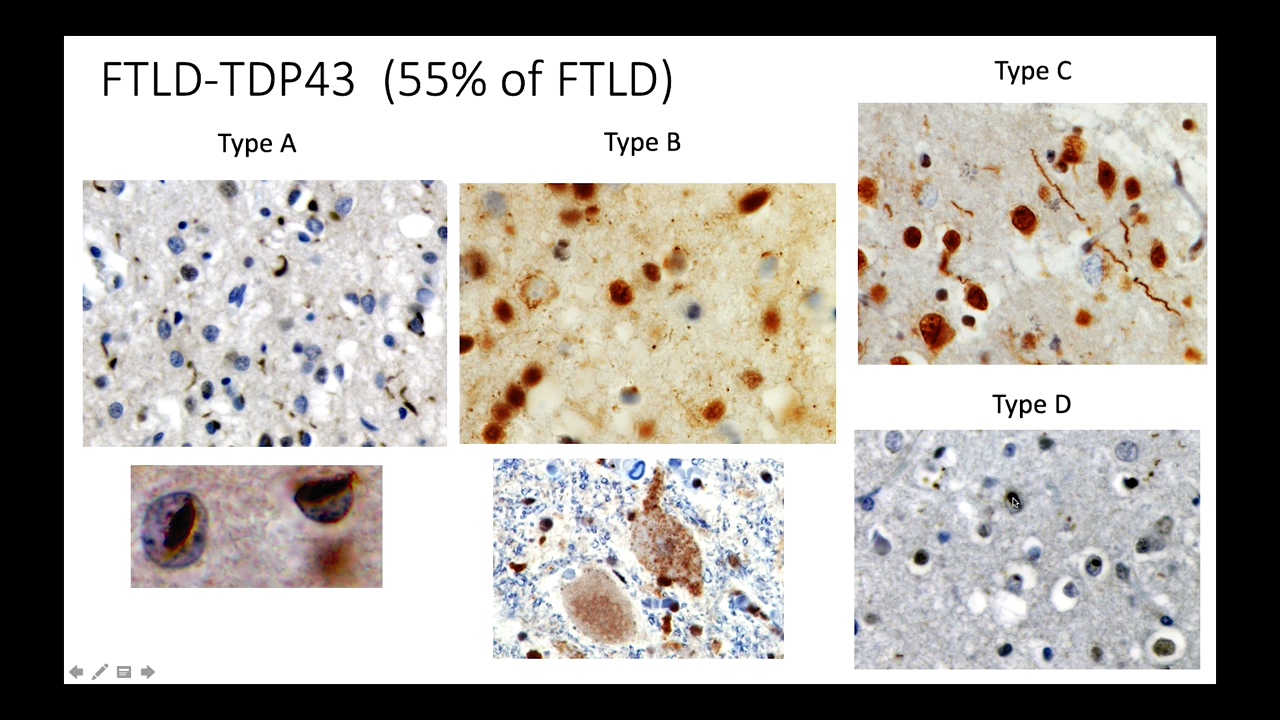 FTLD-TDP43  (55% of FTLD)
Type A
Type B
Type C
Type D